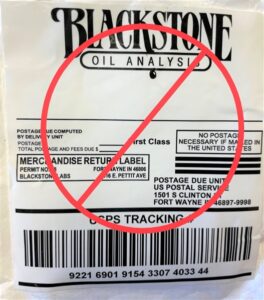 BLACKSTONE
OIL ANALYSIS
POSTAGE DUE COMPUTED
BY DELIVERY UNIT
POSTAGE
TOTAL POSTAGE AND FEES DUE $
First Class
NO POSTAGE
NECESSARY IF MAILED IN
THE UNITED STATES
MERCHANDISE RETURN LABEL
PERMIT NO.
FORT WAYNE IN 46806
BLACKSTONE LABS
E. PETTIT AVE
POSTAGE DUE UNIT
US POSTAL SERVICE
1501 S CLINTON
FORT WAYNE IN 46897-9998
USPS TRACKING #
9221 6901 9154 3307 4033 44